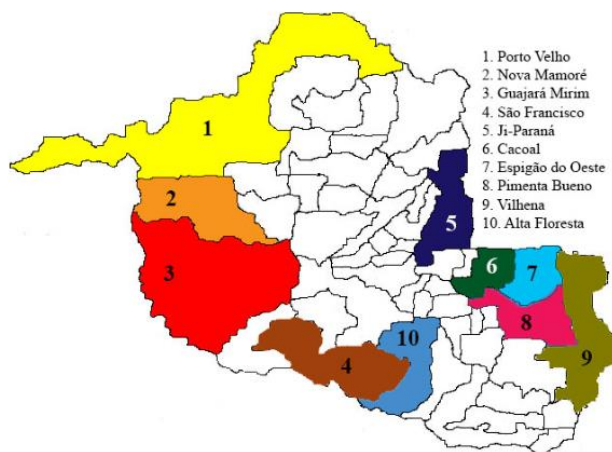 1. Porto Velho
2. Nova Mamoré
3. Guajará Mirim
4. São Francisco
5. Ji-Paraná
6. Cacoal
7. Espigão do Oeste
8. Pimenta Bueno
9. Vilhena
10. Alta Floresta
1
2
3
4
5
6
7
8
9
10